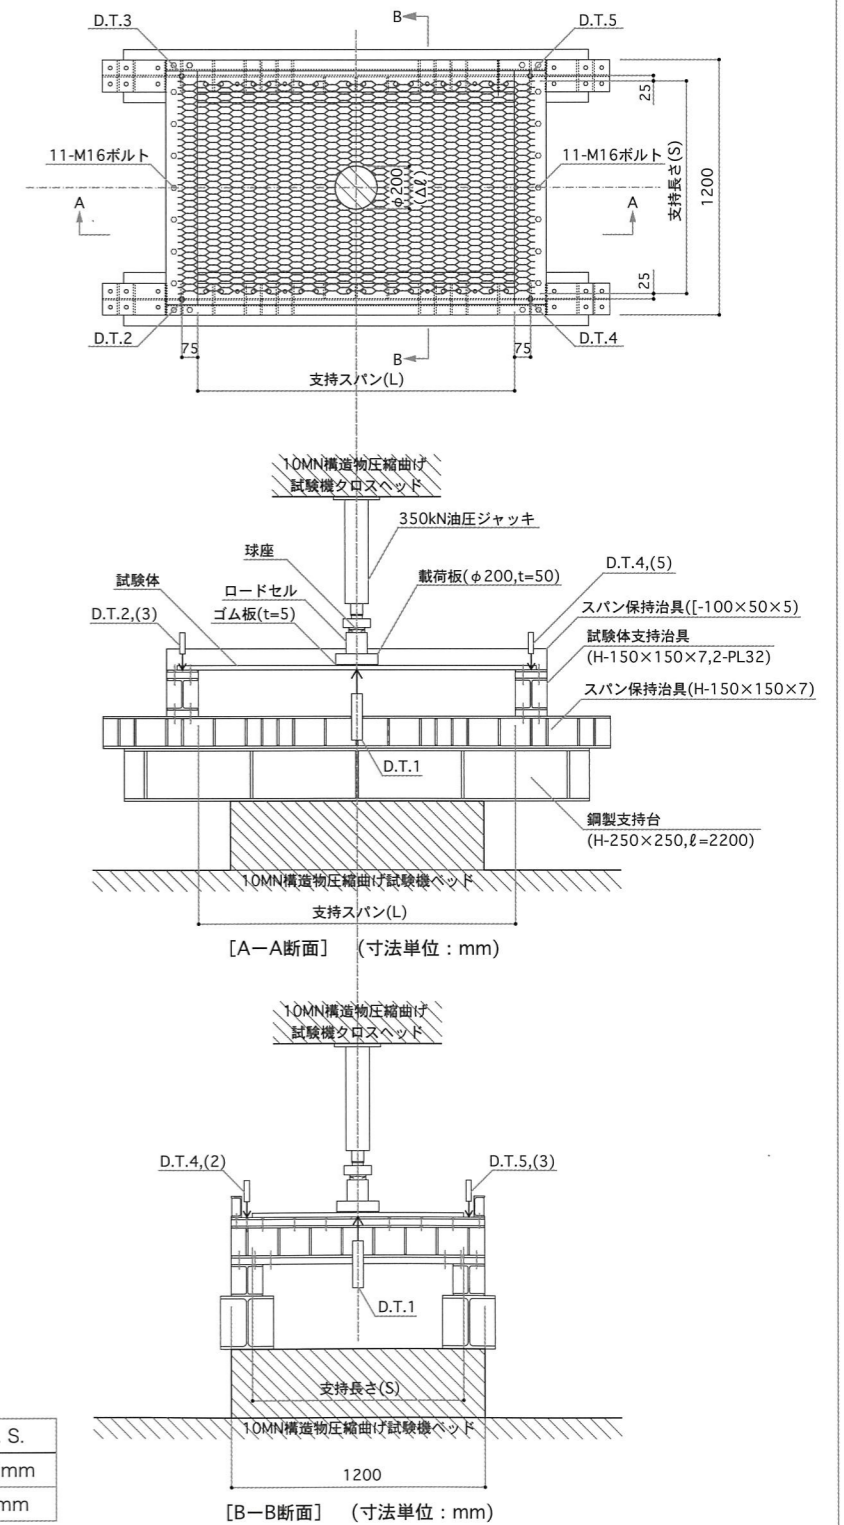 D.T.3
B
D.T.5
25
11-M16ボルト
11-M16ボルト
φ200
(Δℓ)
支持長さ(S)
1200
A
A
25
D.T.2
D.T.4
75
75
B
支持スパン(L)
10MN構造物圧縮曲げ
試験機クロスヘッド
350kN油圧ジャッキ
球座
載荷板(φ200,t=50)
D.T.4,(5)
試験体
ロードセル
スパン保持治具([-100×50×5)
D.T.2,(3)
ゴム板(t=5)
試験体支持治具
(H-150×150×7,2-PL32)
スパン保持治具(H-150×150×7)
D.T.1
鋼製支持台
(H-250×250,ℓ=2200)
10MN構造物圧縮曲げ試験機ベッド
支持スパン(L)
[AーA断面] (寸法単位：mm)
10MN構造物圧縮曲げ
試験機クロスヘッド
D.T.4,(2)
D.T.5,(3)
D.T.1
支持長さ(S)
10MN構造物圧縮曲げ試験機ベッド
S.
mm
mm
1200
[BーB断面] (寸法単位：mm)